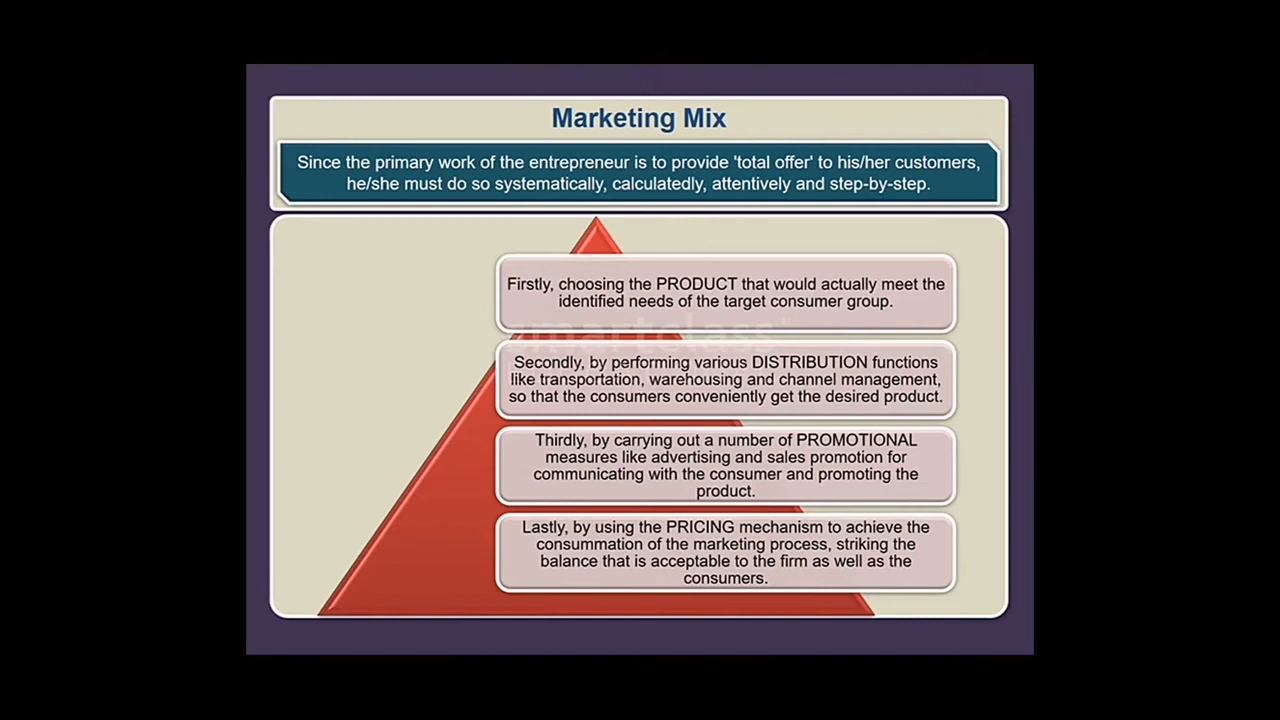 Marketing Mix
Since the primary work of the entrepreneur is to provide 'total offer' to his/her customers,
he/she must do so systematically, calculatedly, attentively and step-by-step.
Firstly, choosing the PRODUCT that would actually meet the
identified needs of the target consumer group.
smartclass
Secondly, by performing various DISTRIBUTION functions
like transportation, warehousing and channel management,
so that the consumers conveniently get the desired product.
Thirdly, by carrying out a number of PROMOTIONAL
measures like advertising and sales promotion for
communicating with the consumer and promoting the
product.
Lastly, by using the PRICING mechanism to achieve the
consummation of the marketing process, striking the
balance that is acceptable to the firm as well as the
consumers.